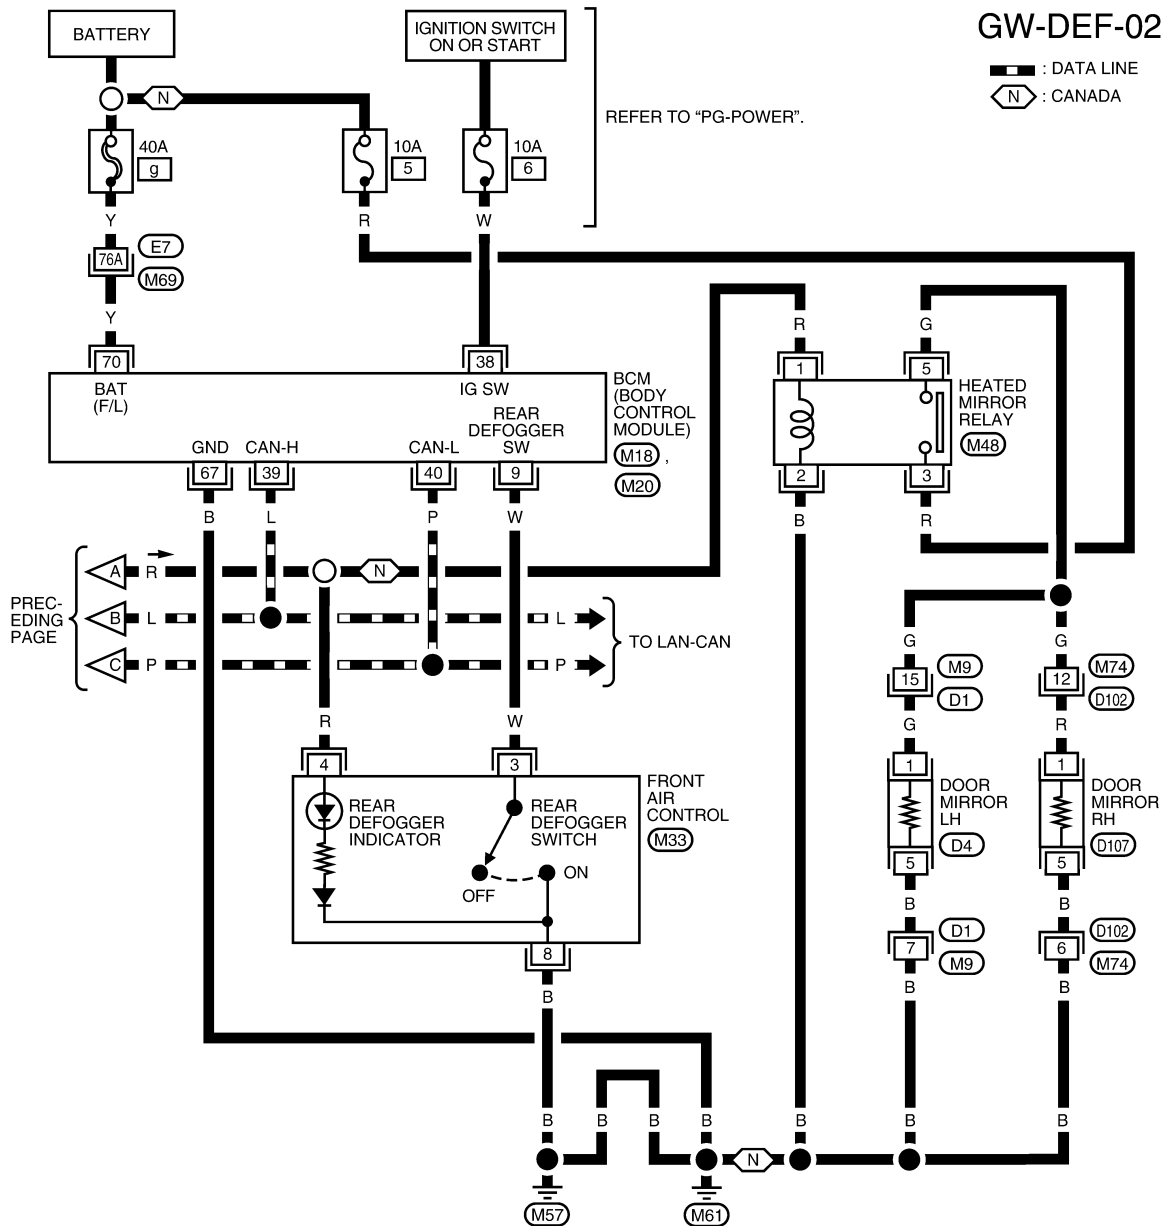 GW-DEF-02
BATTERY
IGNITION SWITCH
ON OR START
: DATA LINE
N : CANADA
N
REFER TO “PG-POWER”.
40A
g
10A
5
10A
6
Y
R
W
76A
E7
M69
Y
R
G
70
38
1
5
BAT
(F/L)
IG SW
BCM
(BODY
CONTROL
MODULE)
M18 ,
M20
HEATED
MIRROR
RELAY
M48
REAR
DEFOGGER
SW
GND
CAN-H
CAN-L
67
39
40
9
2
3
B
L
P
W
B
R
PREC-
EDING
PAGE
A
R
N
B
L
L
C
P
P
TO LAN-CAN
G
G
15
M9
D1
12
M74
D102
R
W
G
R
4
3
1
1
FRONT
AIR
CONTROL
M33
REAR
DEFOGGER
INDICATOR
REAR
DEFOGGER
SWITCH
OFF
ON
DOOR
MIRROR
LH
D4
DOOR
MIRROR
RH
D107
5
5
B
B
7
D1
M9
6
D102
M74
8
B
B
B
B
B
B
B
B
B
B
N
M57
M61